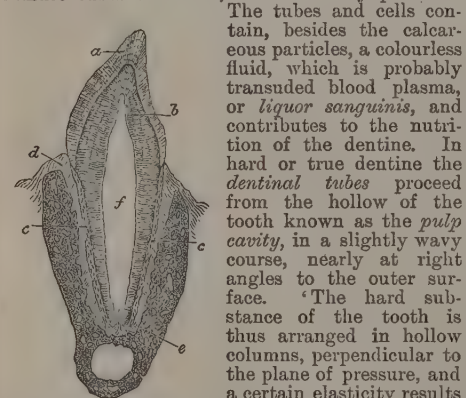 The tubes and cells con-
tain, besides the calcar-
eous particles, a colourless
fluid, which is probably
transuded blood plasma,
or liquor sanguinis, and
contributes to the nutri-
tion of the dentine. In
hard or true dentine the
dentinal tubes proceed
from the hollow of the
tooth known as the pulp
cavity, in a slightly wavy
course, nearly at right
angles to the outer sur-
face. ‘The hard sub-
stance of the tooth is
thus arranged in hollow
columns, perpendicular to
the plane of pressure, and
a certain elasticity results
a
b
d
f
c
c
e